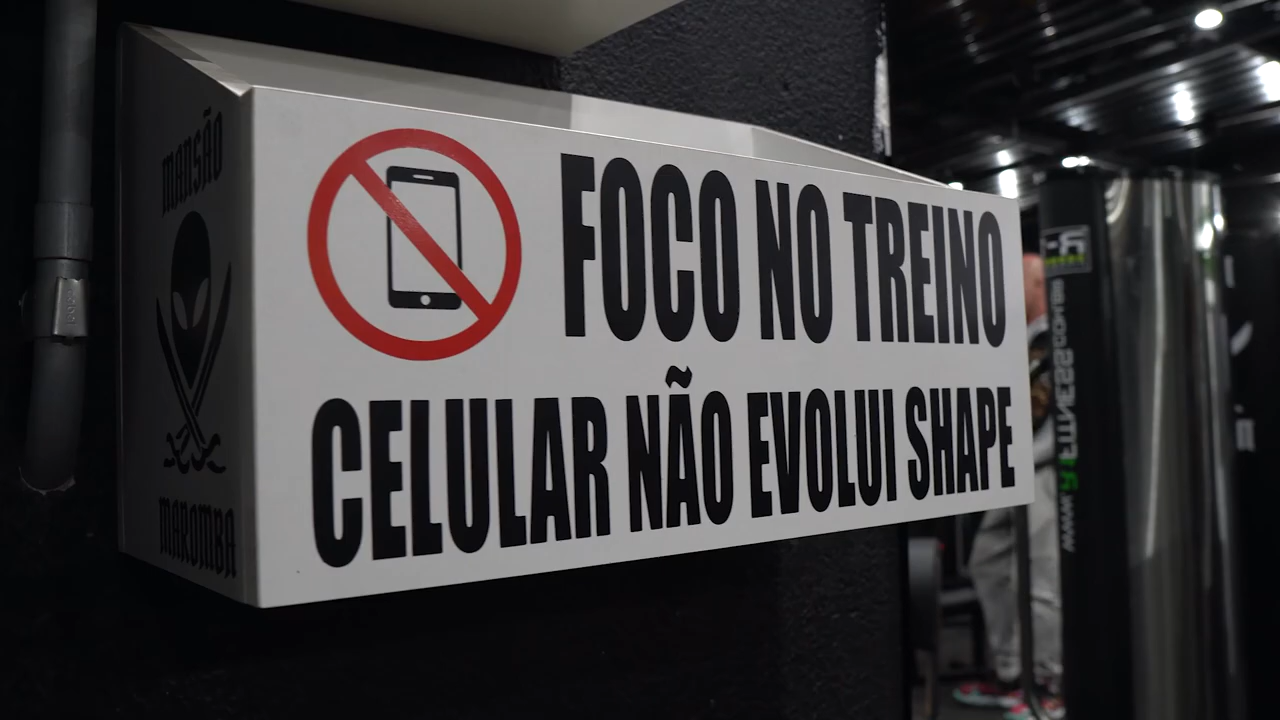 MANSÃO
MAROMBA
FOCO NO TREINO
CELULAR NÃO EVOLUI SHAPE